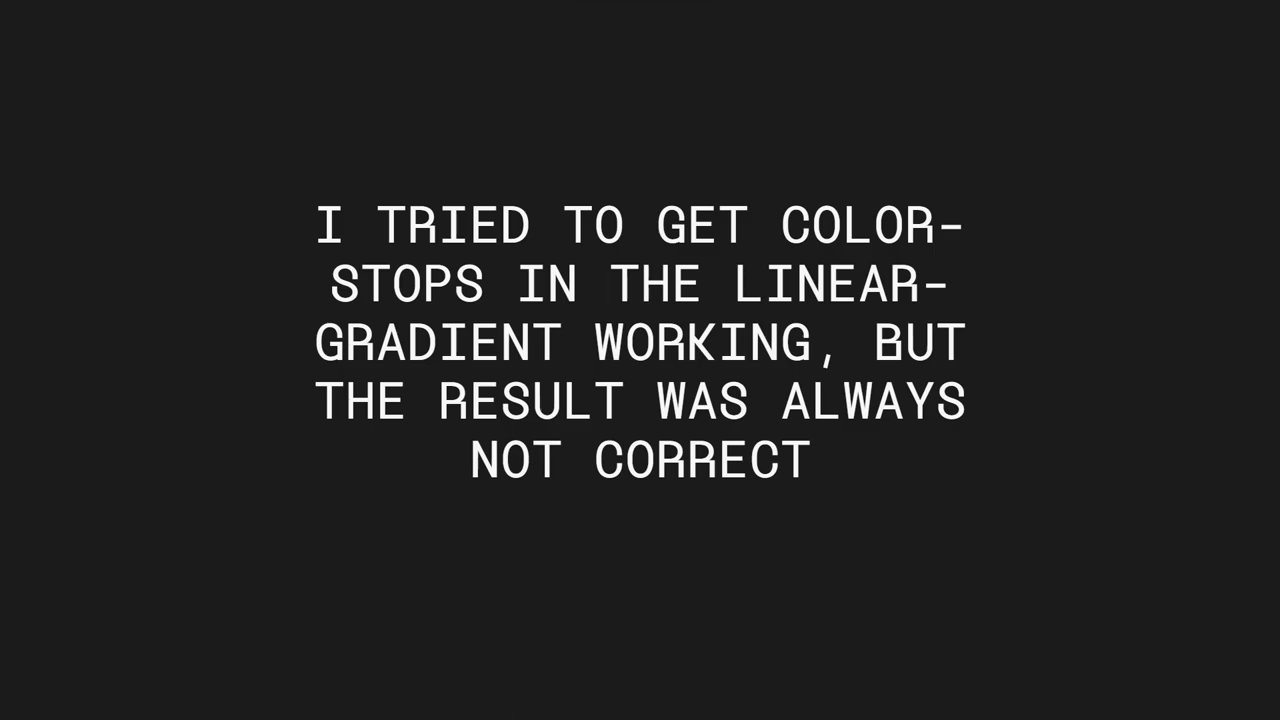 I TRIED TO GET COLOR-
STOPS IN THE LINEAR-
GRADIENT WORKING, BUT
THE RESULT WAS ALWAYS
NOT CORRECT